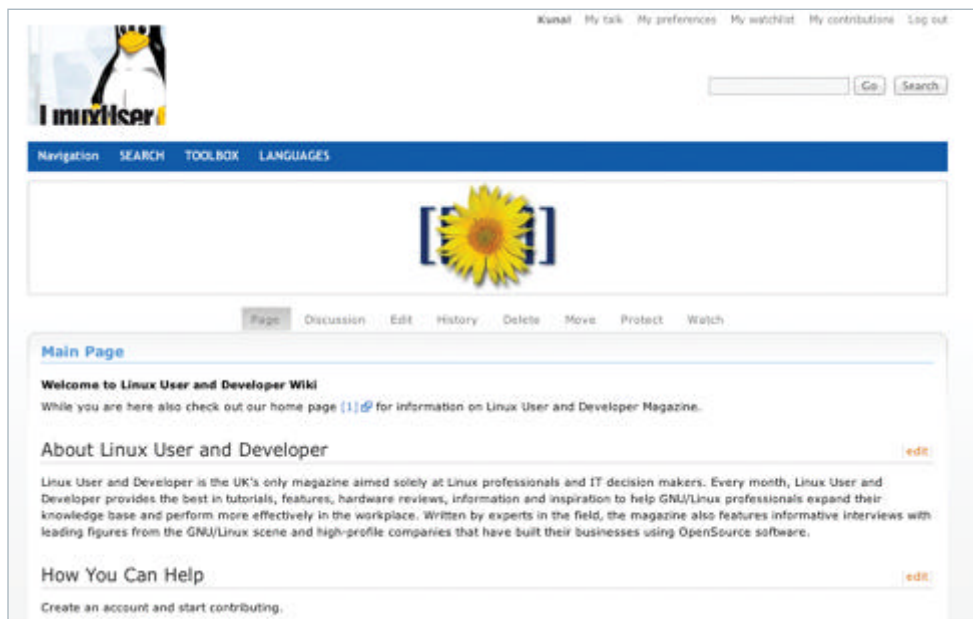 Kunal My talk My preferences My watchlist My contributions Log out
Go Search
LinuxUser
Navigation SEARCH TOOLBOX LANGUAGES
[[ ]]
Page Discussion Edit History Delete Move Protect Watch
Main Page
Welcome to Linux User and Developer Wiki
While you are here also check out our home page [1] for information on Linux User and Developer Magazine.
About Linux User and Developer [edit]
Linux User and Developer is the UK's only magazine aimed solely at Linux professionals and IT decision makers. Every month, Linux User and
Developer provides the best in tutorials, features, hardware reviews, information and inspiration to help GNU/Linux professionals expand their
knowledge base and perform more effectively in the workplace. Written by experts in the field, the magazine also features informative interviews with
leading figures from the GNU/Linux scene and high-profile companies that have built their businesses using OpenSource software.
How You Can Help [edit]
Create an account and start contributing.